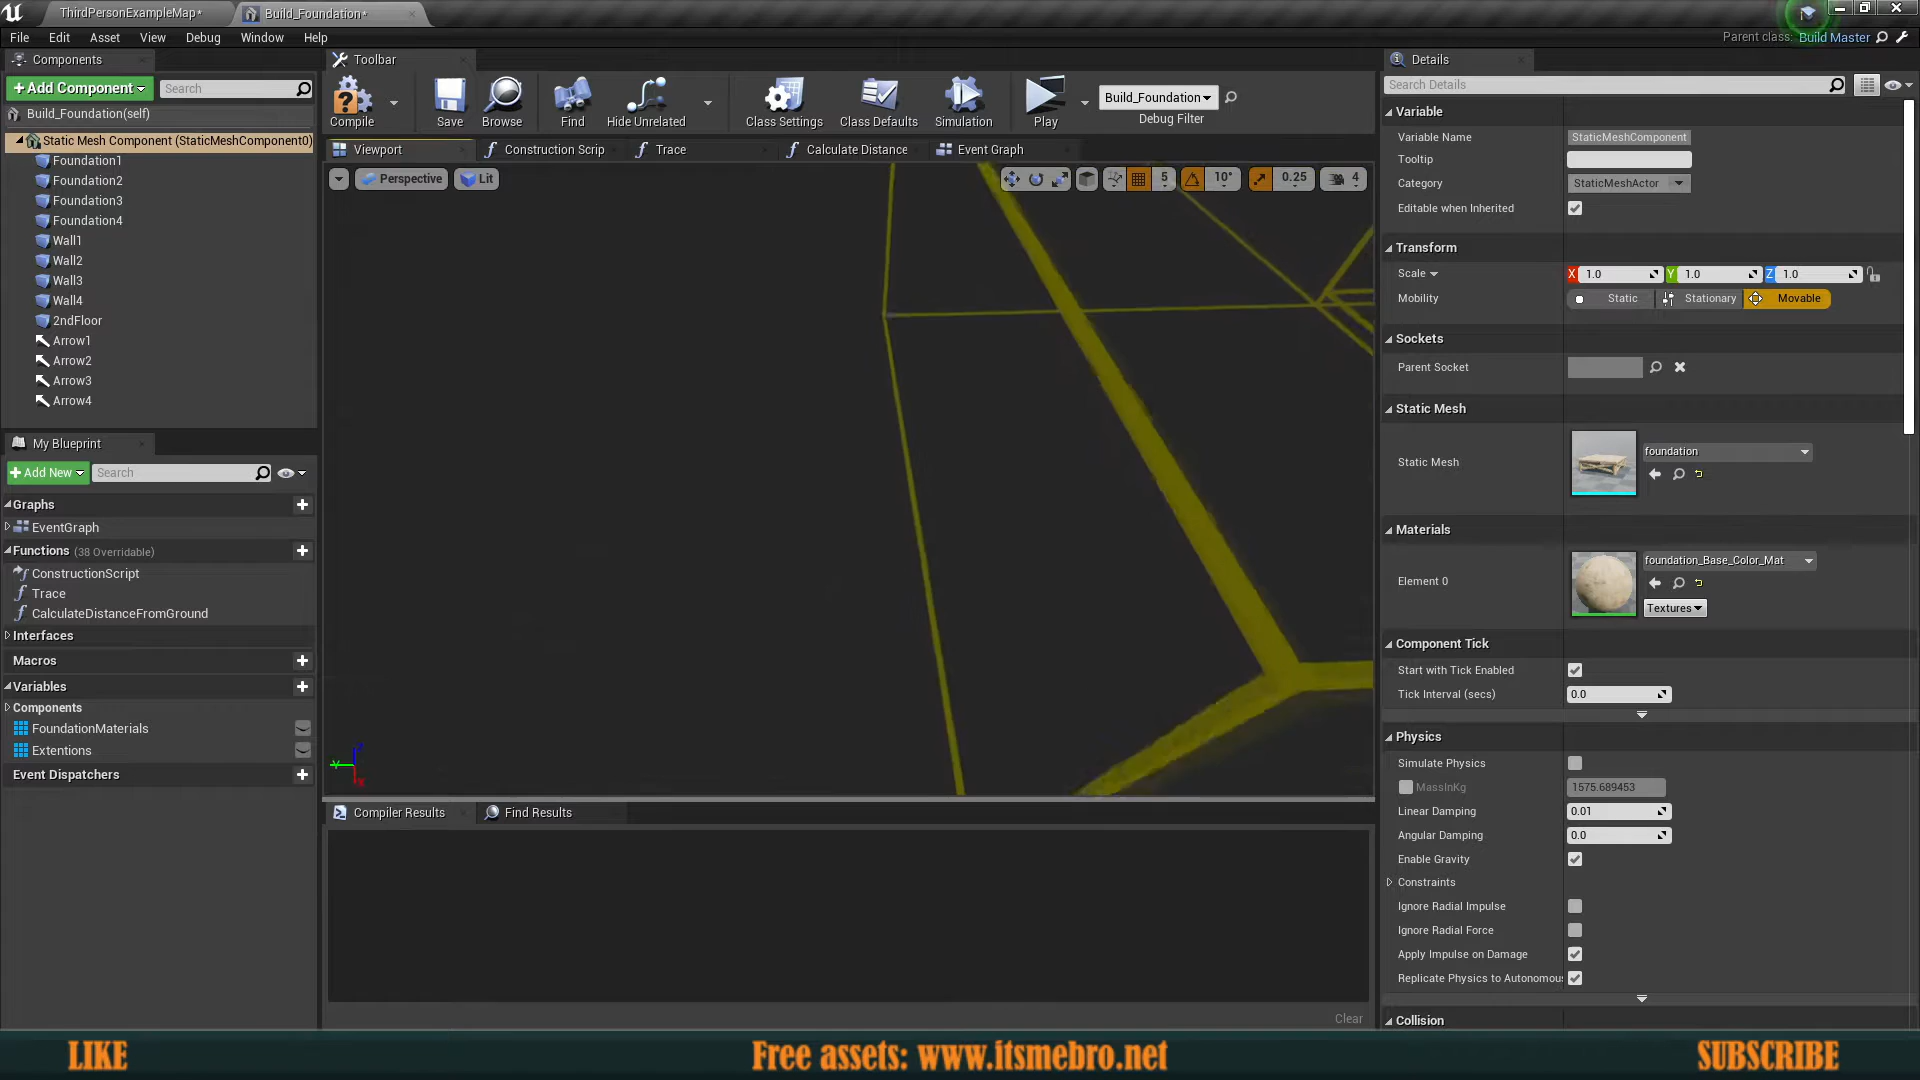 ThirdPersonExampleMap*
Build_Foundation*
File Edit Asset View Debug Window Help
Parent class: Build Master
Components
Add Component
Search
Build_Foundation(self)
Static Mesh Component (StaticMeshComponent0)
Foundation1
Foundation2
Foundation3
Foundation4
Wall1
Wall2
Wall3
Wall4
2ndFloor
Arrow1
Arrow2
Arrow3
Arrow4
My Blueprint
Add New
Search
Graphs
EventGraph
Functions (38 Overridable)
ConstructionScript
Trace
CalculateDistanceFromGround
Interfaces
Macros
Variables
Components
FoundationMaterials
Extentions
Event Dispatchers
Toolbar
Compile
Save
Browse
Find
Hide Unrelated
Class Settings
Class Defaults
Simulation
Play
Build_Foundation
Debug Filter
Viewport
Construction Scrip
Trace
Calculate Distance
Event Graph
Perspective
Lit
5
10°
0.25
4
Compiler Results
Find Results
Clear
Details
Search Details
Variable
Variable Name StaticMeshComponent
Tooltip
Category StaticMeshActor
Editable when Inherited
Transform
Scale X 1.0 Y 1.0 Z 1.0
Mobility Static Stationary Movable
Sockets
Parent Socket
Static Mesh
Static Mesh foundation
Materials
Element 0 foundation_Base_Color_Mat
Textures
Component Tick
Start with Tick Enabled
Tick Interval (secs) 0.0
Physics
Simulate Physics
MassInKg 1575.689453
Linear Damping 0.01
Angular Damping 0.0
Enable Gravity
Constraints
Ignore Radial Impulse
Ignore Radial Force
Apply Impulse on Damage
Replicate Physics to Autonomou
Collision
LIKE
Free assets: www.itsmebro.net
SUBSCRIBE